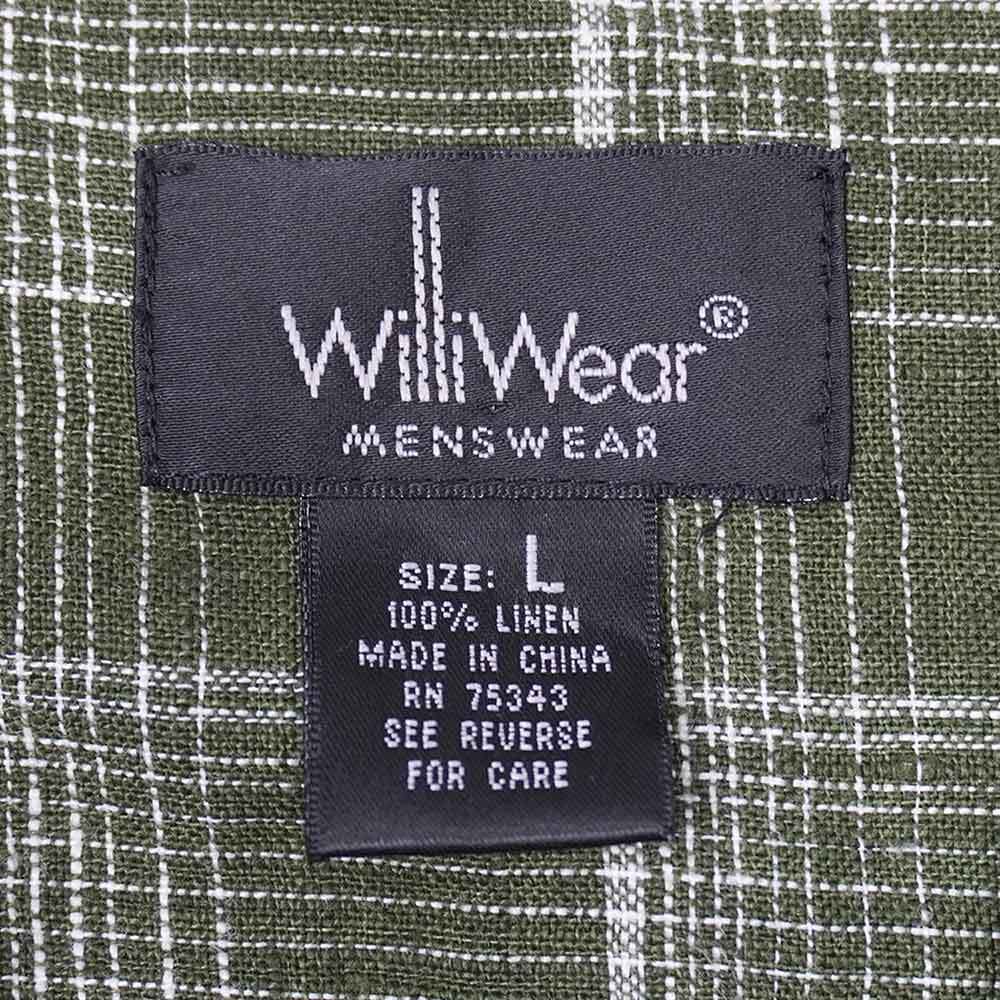 WilliWear®
MENSWEAR
SIZE: L
100% LINEN
MADE IN CHINA
RN 75343
SEE REVERSE
FOR CARE